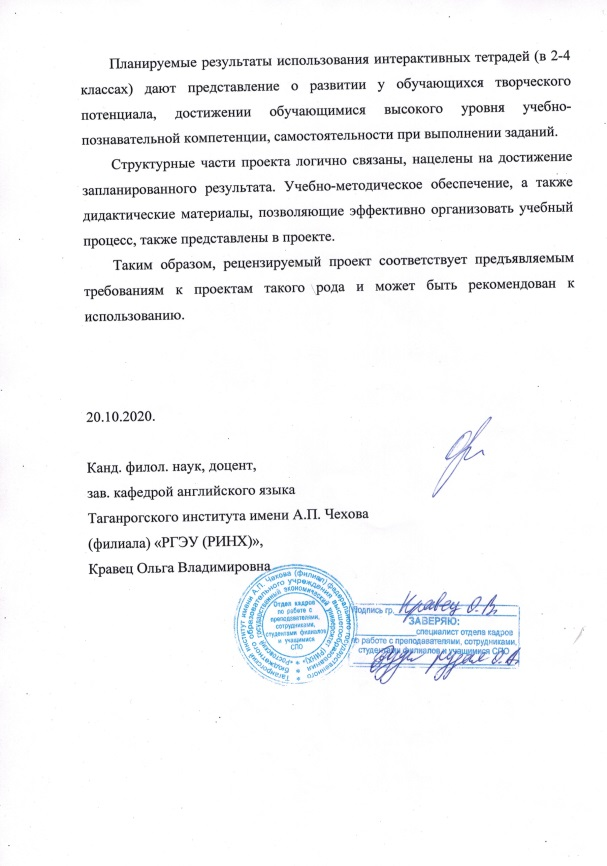 Планируемые результаты использования интерактивных тетрадей (в 2-4
классах) дают представление о развитии у обучающихся творческого
потенциала, достижении обучающимися высокого уровня учебно-
познавательной компетенции, самостоятельности при выполнении заданий.
Структурные части проекта логично связаны, нацелены на достижение
запланированного результата. Учебно-методическое обеспечение, а также
дидактические материалы, позволяющие эффективно организовать учебный
процесс, также представлены в проекте.
Таким образом, рецензируемый проект соответствует предъявляемым
требованиям к проектам такого рода и может быть рекомендован к
использованию.
20.10.2020.
Канд. филол. наук, доцент,
зав. кафедрой английского языка
Таганрогского института имени А.П. Чехова
(филиала) «РГЭУ (РИНХ)»,
Кравец Ольга Владимировна
Отдел кадров
по работе с
преподавателями,
сотрудниками,
студентами филиалов
и учащимися
СПО
Подпись гр. Кравец О.В.
ЗАВЕРЯЮ:
специалист отдела кадров
по работе с преподавателями, сотрудниками,
студентами филиалов и учащимися СПО